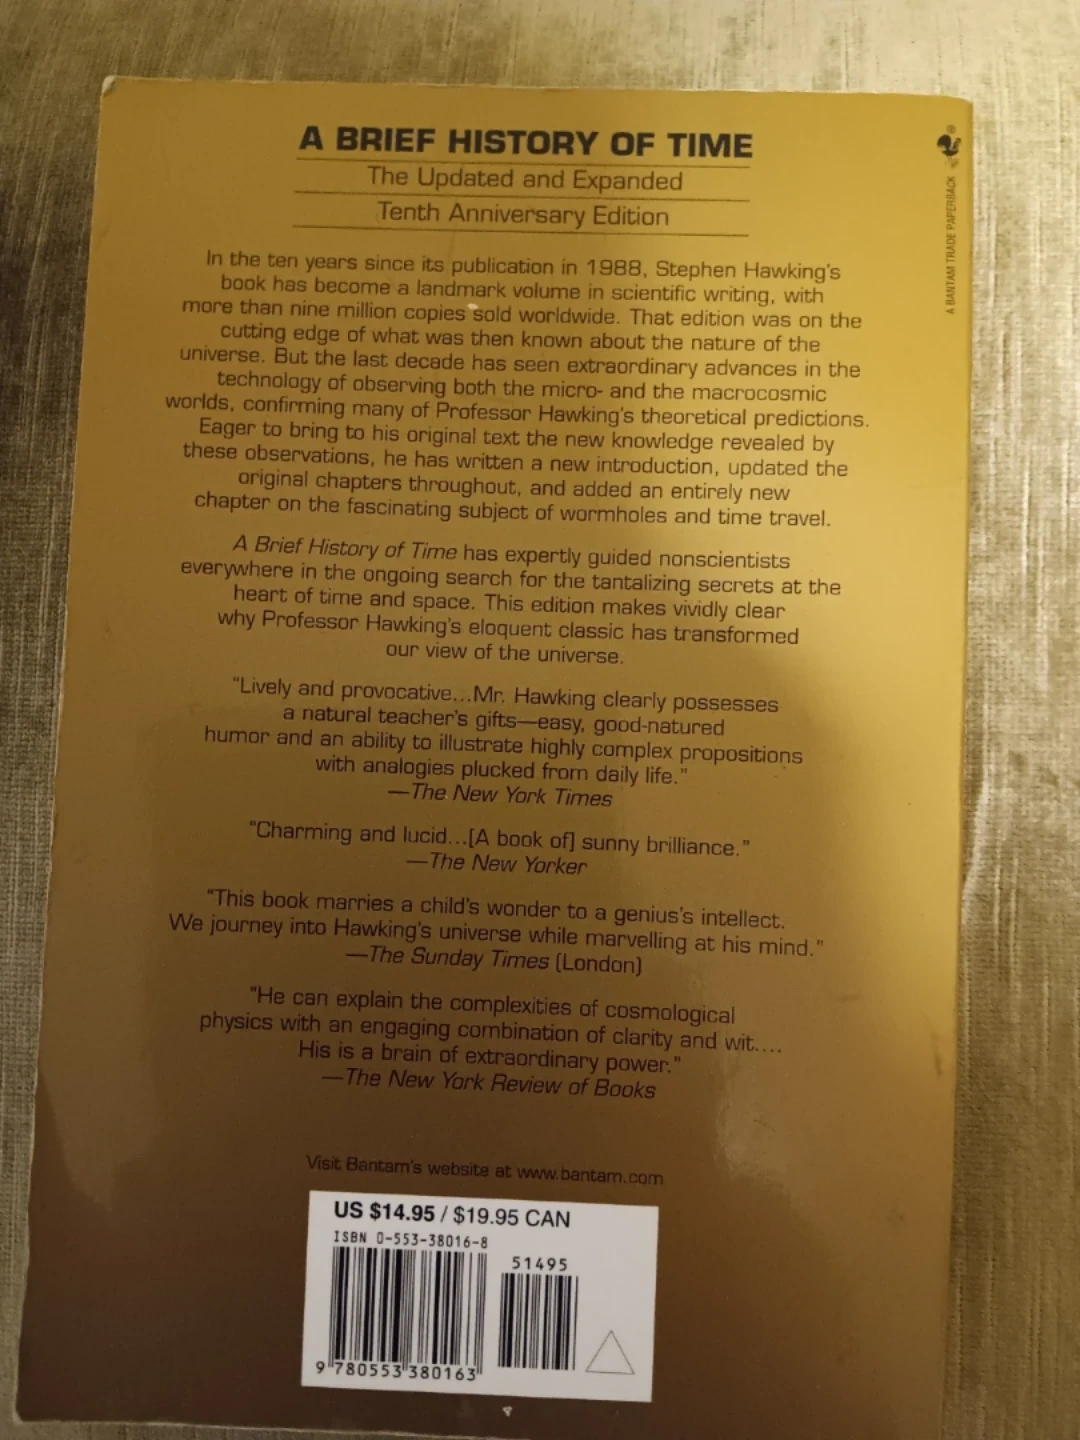 A BRIEF HISTORY OF TIME
The Updated and Expanded
Tenth Anniversary Edition
In the ten years since its publication in 1988, Stephen Hawking's
book has become a landmark volume in scientific writing, with
more than nine million copies sold worldwide. That edition was on the
cutting edge of what was then known about the nature of the
universe. But the last decade has seen extraordinary advances in the
technology of observing both the micro- and the macrocosmic
worlds, confirming many of Professor Hawking's theoretical predictions.
Eager to bring to his original text the new knowledge revealed by
these observations, he has written a new introduction, updated the
original chapters throughout, and added an entirely new
chapter on the fascinating subject of wormholes and time travel.
A Brief History of Time has expertly guided nonscientists
everywhere in the ongoing search for the tantalizing secrets at the
heart of time and space. This edition makes vividly clear
why Professor Hawking's eloquent classic has transformed
our view of the universe.
"Lively and provocative...Mr. Hawking clearly possesses
a natural teacher's gifts—easy, good-natured
humor and an ability to illustrate highly complex propositions
with analogies plucked from daily life."
—The New York Times
"Charming and lucid...[A book of] sunny brilliance."
—The New Yorker
"This book marries a child's wonder to a genius's intellect.
We journey into Hawking's universe while marvelling at his mind."
—The Sunday Times (London)
"He can explain the complexities of cosmological
physics with an engaging combination of clarity and wit....
His is a brain of extraordinary power."
—The New York Review of Books
Visit Bantam's website at www.bantam.com
US $14.95 / $19.95 CAN
ISBN 0-553-38016-8
51495
9 780553 380163
A BANTAM TRADE PAPERBACK